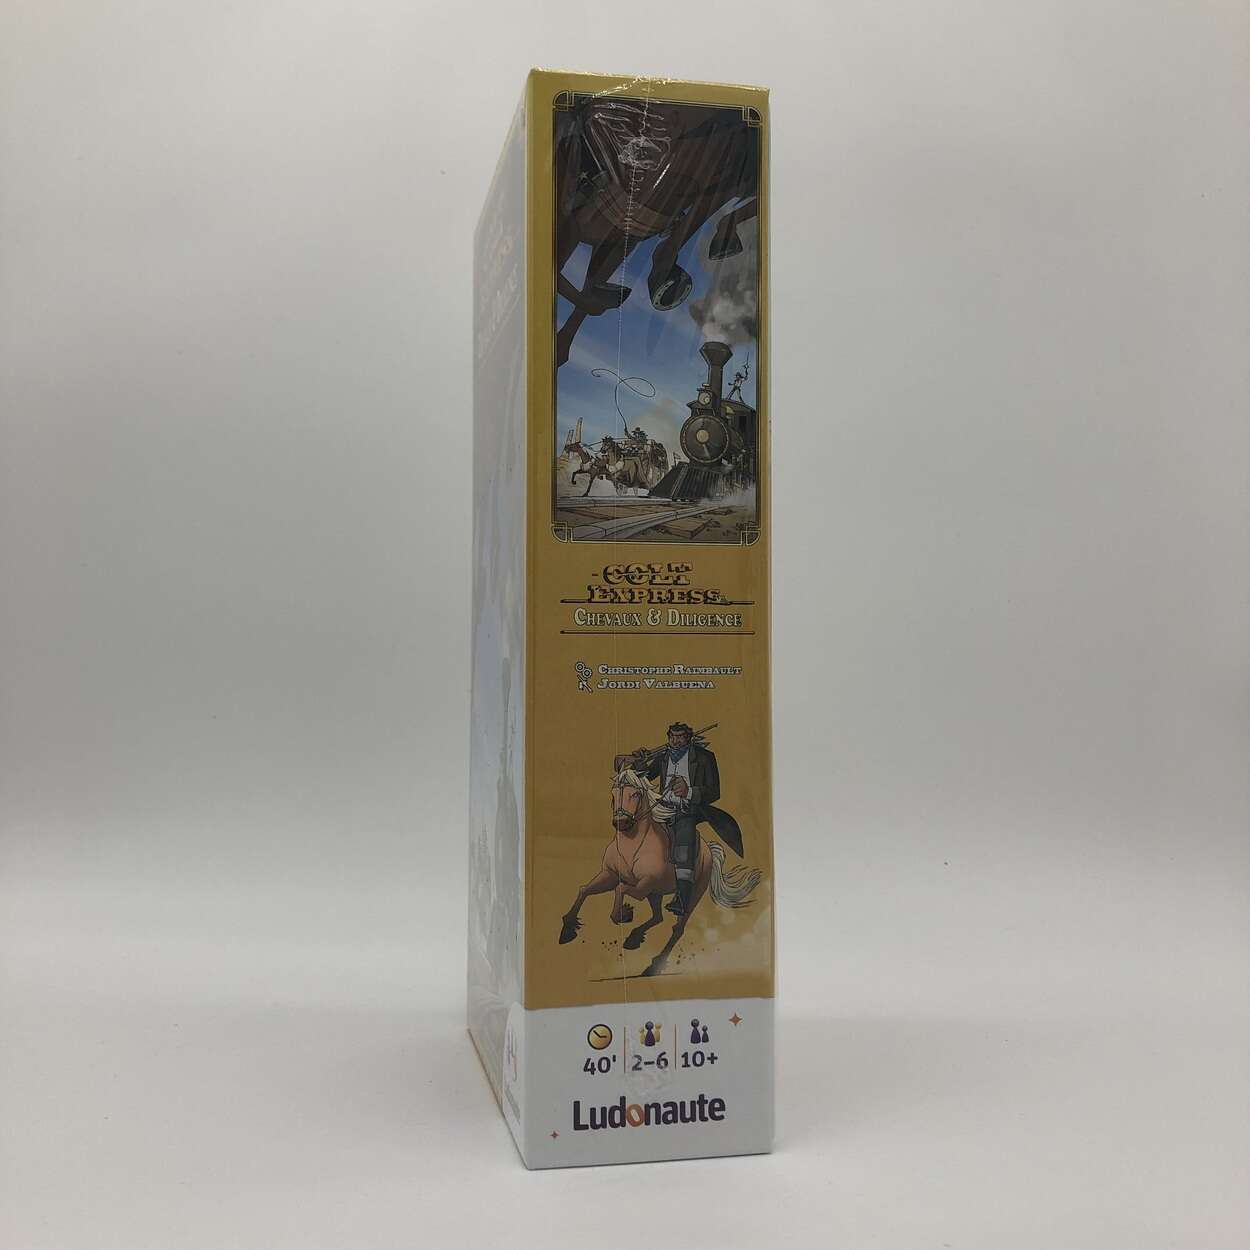 COLT
EXPRESS
CHEVAUX & DILIGENCE
CHRISTOPHE RAIMBAULT
JORDI VALBUENA
40' 2-6 10+
Ludonaute